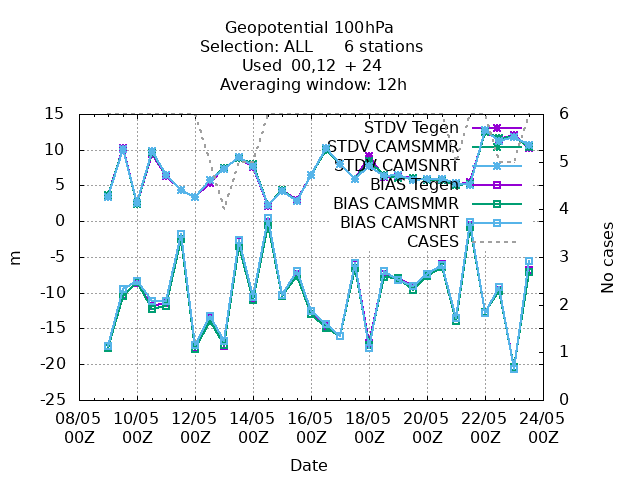 Geopotential 100hPa
Selection: ALL 6 stations
Used 00,12 + 24
Averaging window: 12h
15
10
5
0
-5
-10
-15
-20
-25
m
STDV Tegen
STDV CAMSMMR
STDV CAMSNRT
BIAS Tegen
BIAS CAMSMMR
BIAS CAMSNRT
CASES
6
5
4
3
2
1
0
No cases
08/05 10/05 12/05 14/05 16/05 18/05 20/05 22/05 24/05
00Z 00Z 00Z 00Z 00Z 00Z 00Z 00Z 00Z
Date